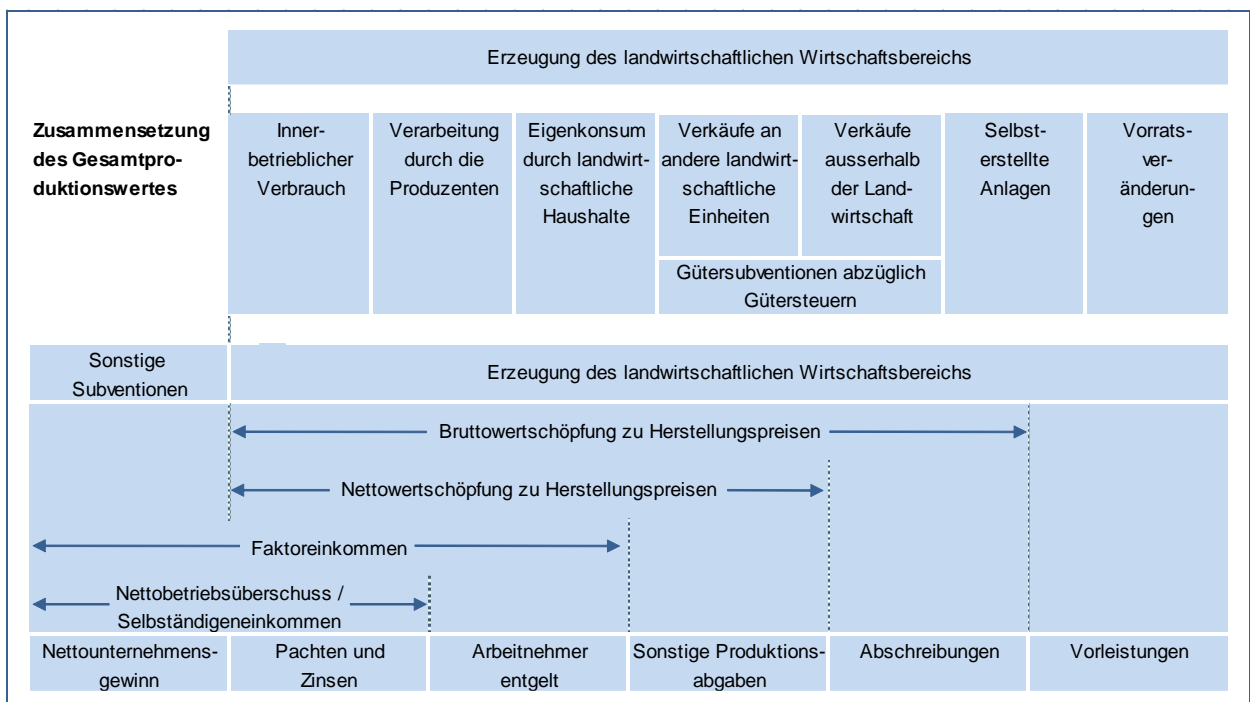 Erzeugung des landwirtschaftlichen Wirtschaftsbereichs
Zusammensetzung
des Gesamtpro-
duktionswertes
Inner-
betrieblicher
Verbrauch
Verarbeitung
durch die
Produzenten
Eigenkonsum
durch landwirt-
schaftliche
Haushalte
Verkäufe an
andere landwirt-
schaftliche
Einheiten
Verkäufe
ausserhalb
der Land-
wirtschaft
Selbst-
erstellte
Anlagen
Vorrats-
ver-
änderun-
gen
Gütersubventionen abzüglich
Gütersteuern
Sonstige
Subventionen
Erzeugung des landwirtschaftlichen Wirtschaftsbereichs
Bruttowertschöpfung zu Herstellungspreisen
Nettowertschöpfung zu Herstellungspreisen
Faktoreinkommen
Nettobetriebsüberschuss /
Selbständigeneinkommen
Nettounternehmens-
gewinn
Pachten und
Zinsen
Arbeitnehmer
entgelt
Sonstige Produktions-
abgaben
Abschreibungen
Vorleistungen